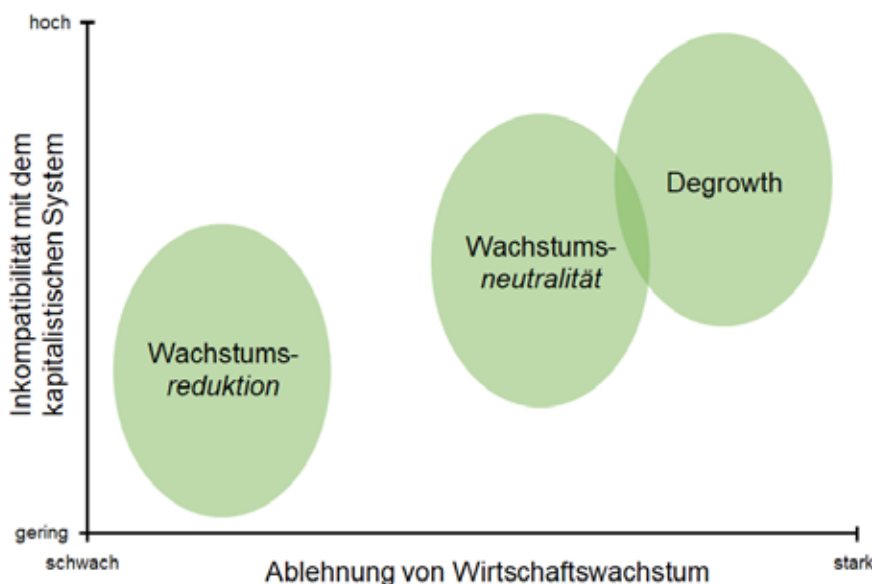 hoch
Inkompatibilität mit dem
kapitalistischen System
Degrowth
Wachstums-
neutralität
Wachstums-
reduktion
gering
schwach
stark
Ablehnung von Wirtschaftswachstum